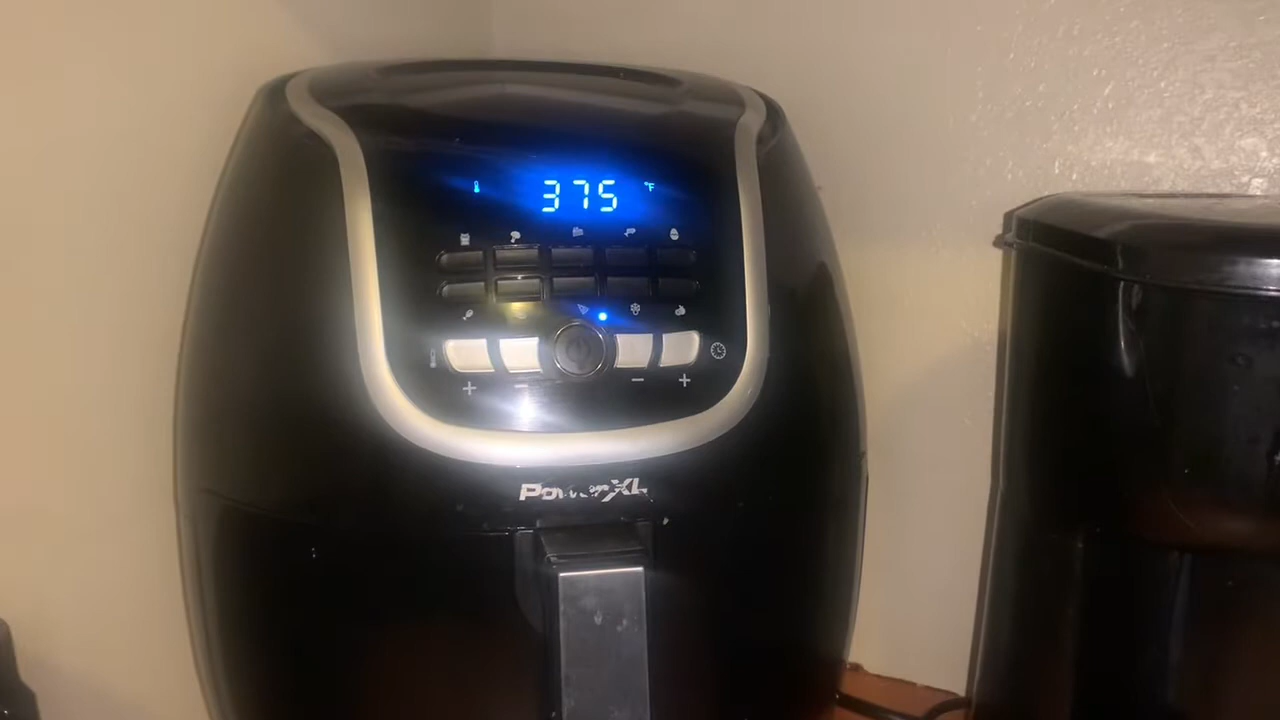 375 °F
+ − − +
PowerXL